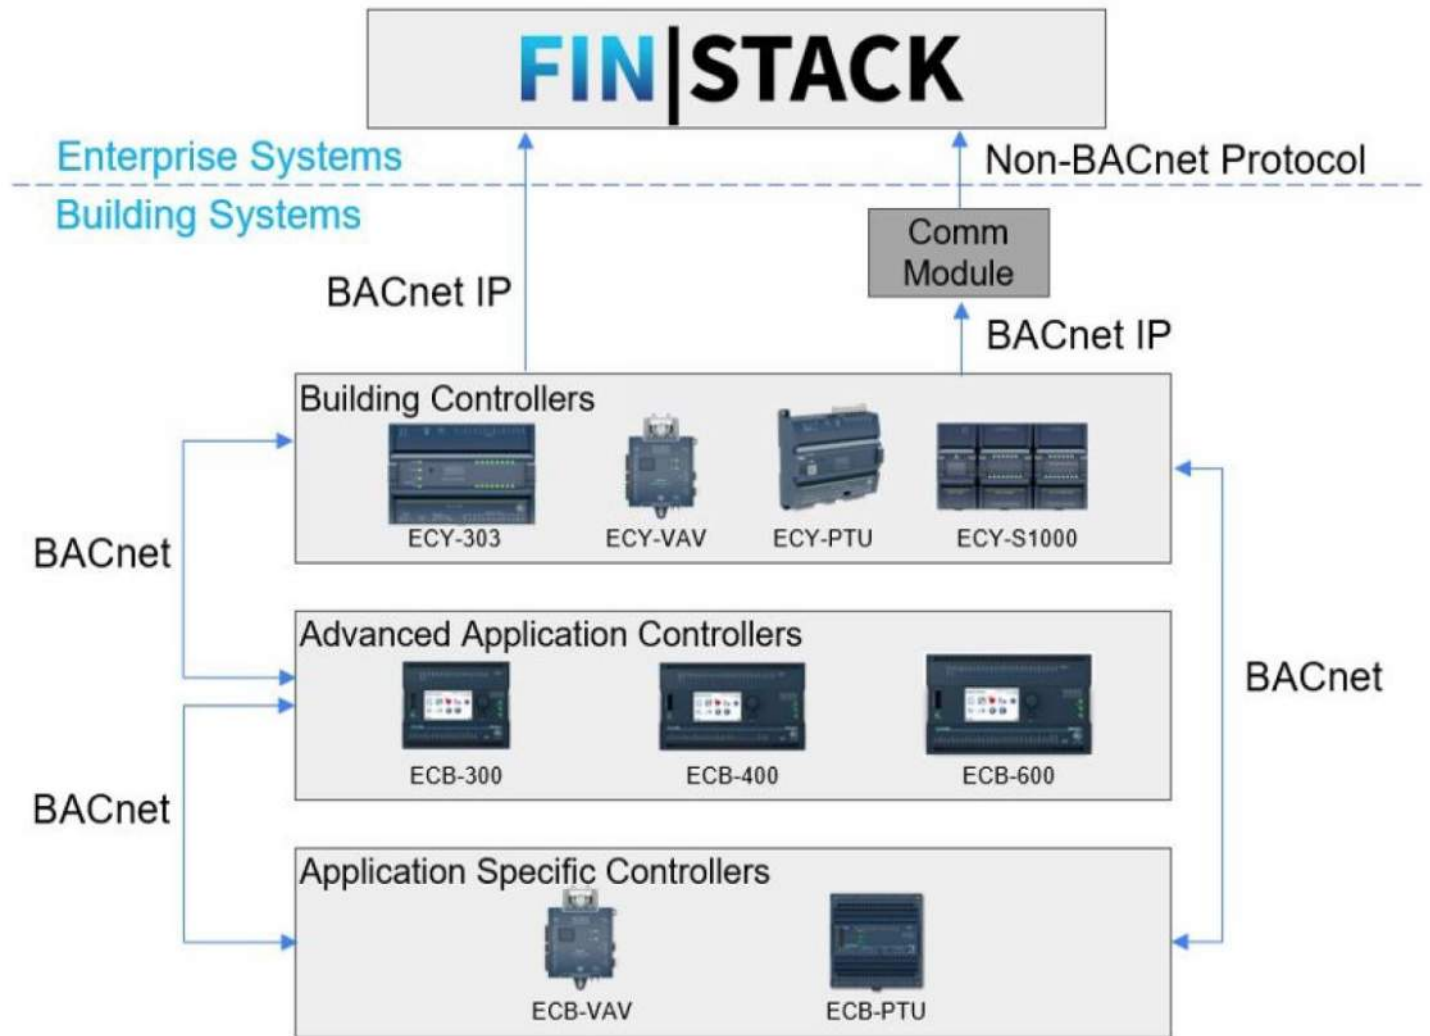 FIN|STACK
Enterprise Systems
Non-BACnet Protocol
Building Systems
Comm
Module
BACnet IP
BACnet IP
Building Controllers
ECY-303
ECY-VAV
ECY-PTU
ECY-S1000
BACnet
Advanced Application Controllers
ECB-300
ECB-400
ECB-600
BACnet
BACnet
Application Specific Controllers
ECB-VAV
ECB-PTU